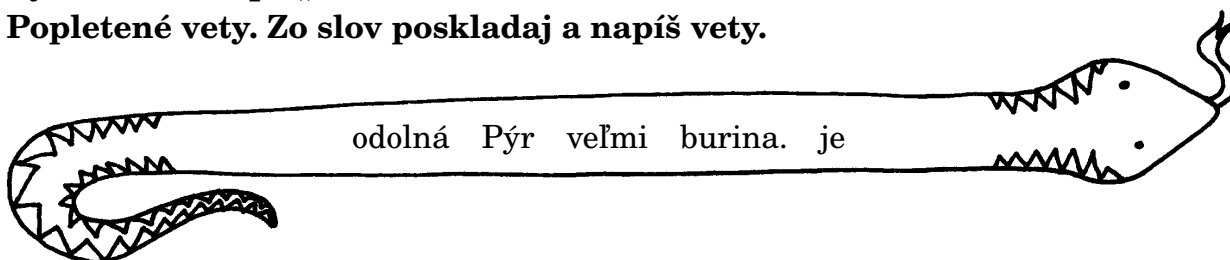 Popletené vety. Zo slov poskladaj a napíš vety.
odolná Pýr veľmi burina. je